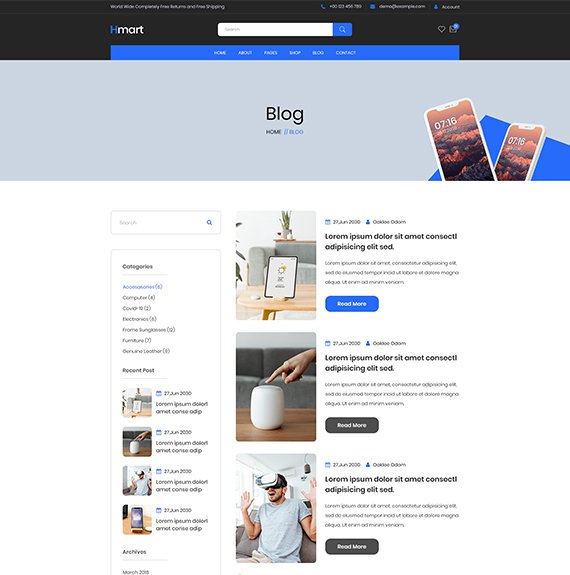 World Wide Completely Free Returns and Free Shipping
+00 123 456 789
demo@example.com
Account
Hmart
Search
HOME ABOUT PAGES SHOP BLOG CONTACT
Blog
HOME // BLOG
07:16
07:16
Search
Categories
Accessories (6)
Computer (4)
Covid-19 (2)
Electronics (6)
Frame Sunglasses (12)
Furniture (7)
Genuine Leather (9)
Recent Post
27,Jun 2030
Lorem ipsum dolorl
amet conse adip
27,Jun 2030
Lorem ipsum dolorl
amet conse adip
27,Jun 2030
Lorem ipsum dolorl
amet conse adip
27,Jun 2030
Lorem ipsum dolorl
amet conse adip
Archives
March 2018
27,Jun 2030 Oaklee Odom
Lorem ipsum dolor sit amet consectl
adipisicing elit sed.
Lorem ipsum dolor sit amet, consectetur adipisicing elit,
sed do eiusmod tempor incididunt ut labore et dolore magna
aliqua. Ut enim ad minim veniam.
Read More
27,Jun 2030 Oaklee Odom
Lorem ipsum dolor sit amet consectl
adipisicing elit sed.
Lorem ipsum dolor sit amet, consectetur adipisicing elit,
sed do eiusmod tempor incididunt ut labore et dolore magna
aliqua. Ut enim ad minim veniam.
Read More
27,Jun 2030 Oaklee Odom
Lorem ipsum dolor sit amet consectl
adipisicing elit sed.
Lorem ipsum dolor sit amet, consectetur adipisicing elit,
sed do eiusmod tempor incididunt ut labore et dolore magna
aliqua. Ut enim ad minim veniam.
Read More